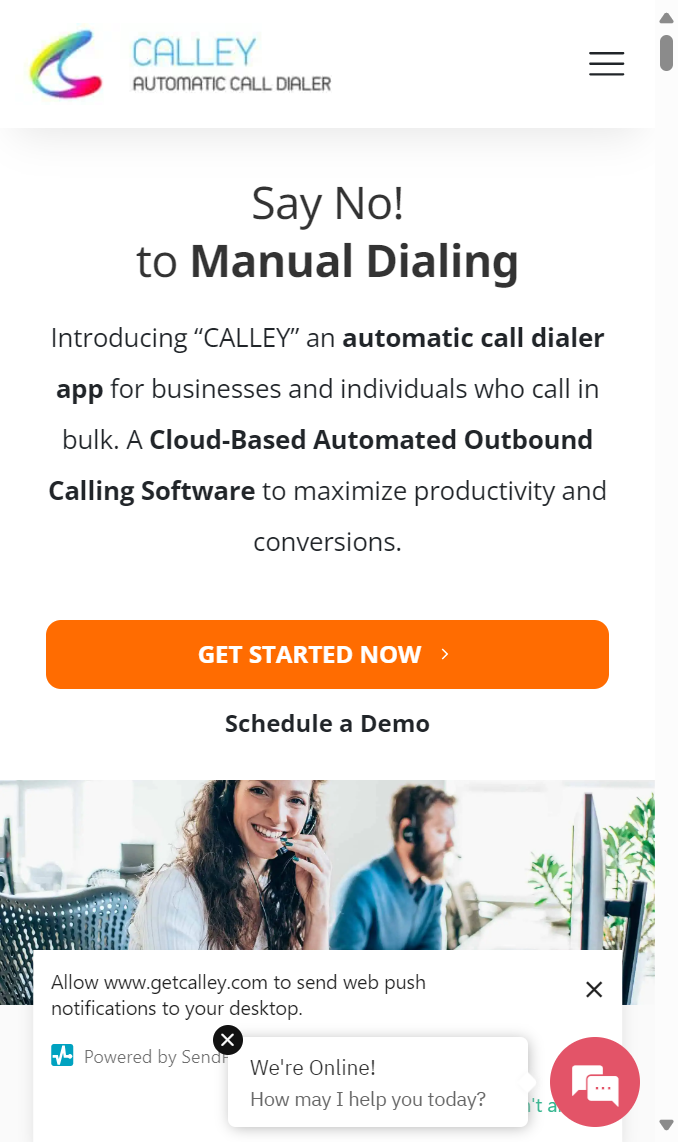 CALLEY
AUTOMATIC CALL DIALER
Say No!
to Manual Dialing
Introducing “CALLEY” an automatic call dialer
app for businesses and individuals who call in
bulk. A Cloud-Based Automated Outbound
Calling Software to maximize productivity and
conversions.
GET STARTED NOW
Schedule a Demo
Allow www.getcalley.com to send web push
notifications to your desktop.
Powered by
We're Online!
How may I help you today?